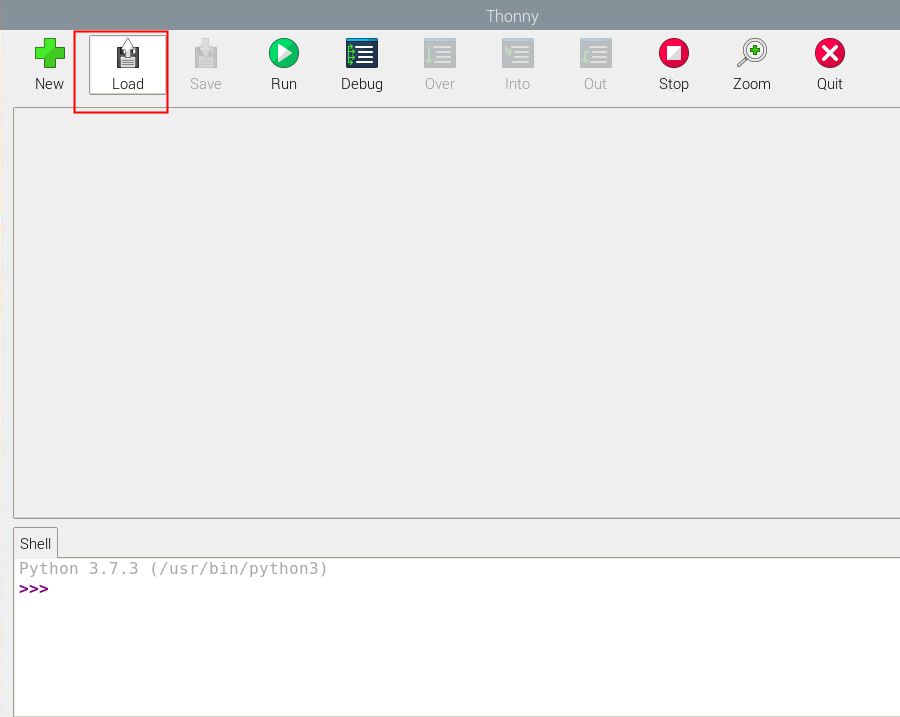 Thonny
New Load Save Run Debug Over Into Out Stop Zoom Quit
Shell
Python 3.7.3 (/usr/bin/python3)
>>>